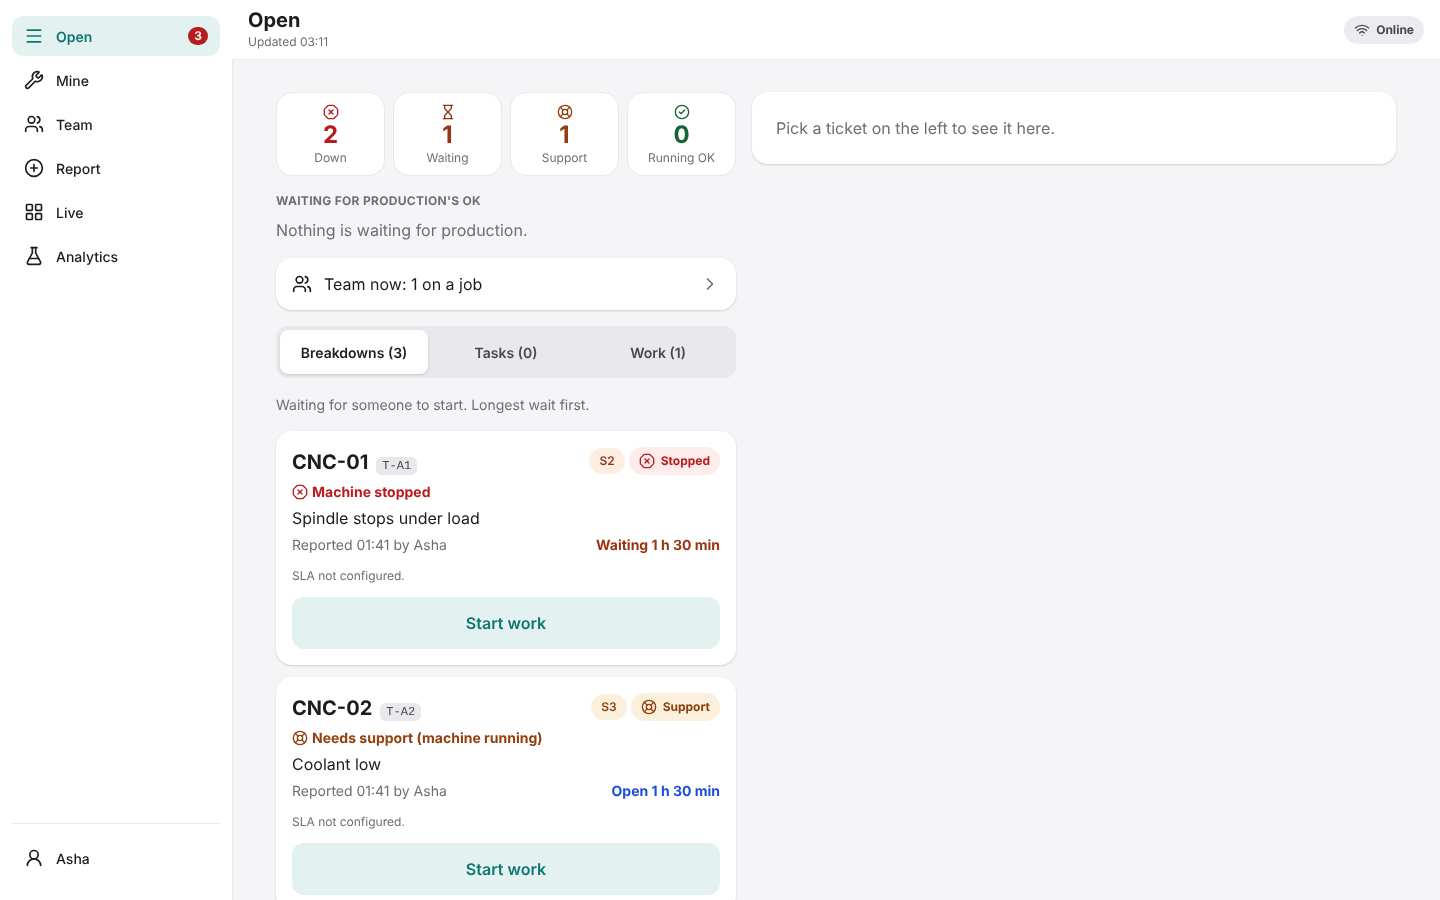 Open
3
Mine
Team
Report
Live
Analytics
Asha
Open
Updated 03:11
Online
2
Down
1
Waiting
1
Support
0
Running OK
WAITING FOR PRODUCTION'S OK
Nothing is waiting for production.
Team now: 1 on a job
Breakdowns (3)
Tasks (0)
Work (1)
Waiting for someone to start. Longest wait first.
CNC-01 T-A1
S2
Stopped
Machine stopped
Spindle stops under load
Reported 01:41 by Asha
Waiting 1 h 30 min
SLA not configured.
Start work
CNC-02 T-A2
S3
Support
Needs support (machine running)
Coolant low
Reported 01:41 by Asha
Open 1 h 30 min
SLA not configured.
Start work
Pick a ticket on the left to see it here.